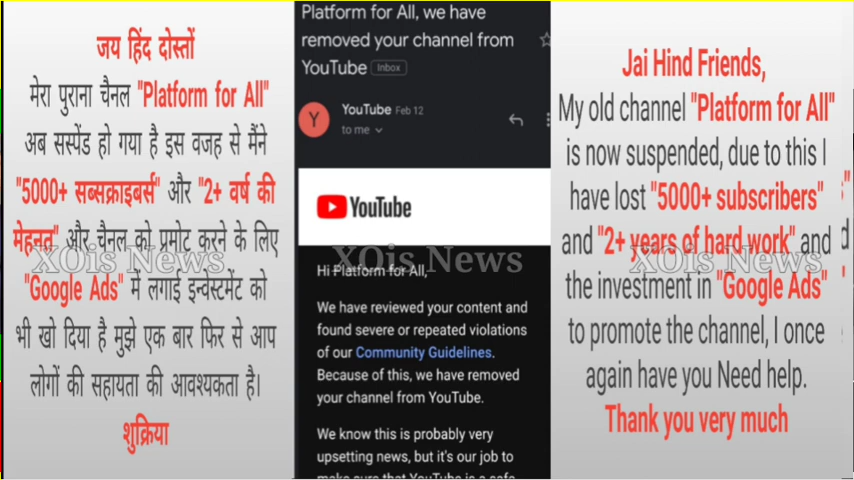 जय हिंद दोस्तों
मेरा पुराना चैनल "Platform for All"
अब सस्पेंड हो गया है इस वजह से मैंने
"5000+ सब्सक्राइबर्स" और "2+ वर्ष की
मेहनत" और चैनल को प्रमोट करने के लिए
"Google Ads" में लगाई इन्वेस्टमेंट को
भी खो दिया है मुझे एक बार फिर से आप
लोगों की सहायता की आवश्यकता है।
शुक्रिया
XOis News
Platform for All, we have
removed your channel from
YouTube Inbox
Y
YouTube Feb 12
to me
YouTube
XOis News
Hi Platform for All,
We have reviewed your content and
found severe or repeated violations
of our Community Guidelines.
Because of this, we have removed
your channel from YouTube.
We know this is probably very
upsetting news, but it's our job to
make sure that YouTube is a safe
Jai Hind Friends,
My old channel "Platform for All"
is now suspended, due to this I
have lost "5000+ subscribers"
and "2+ years of hard work" and
XOis News
the investment in "Google Ads"
to promote the channel, I once
again have you Need help.
Thank you very much